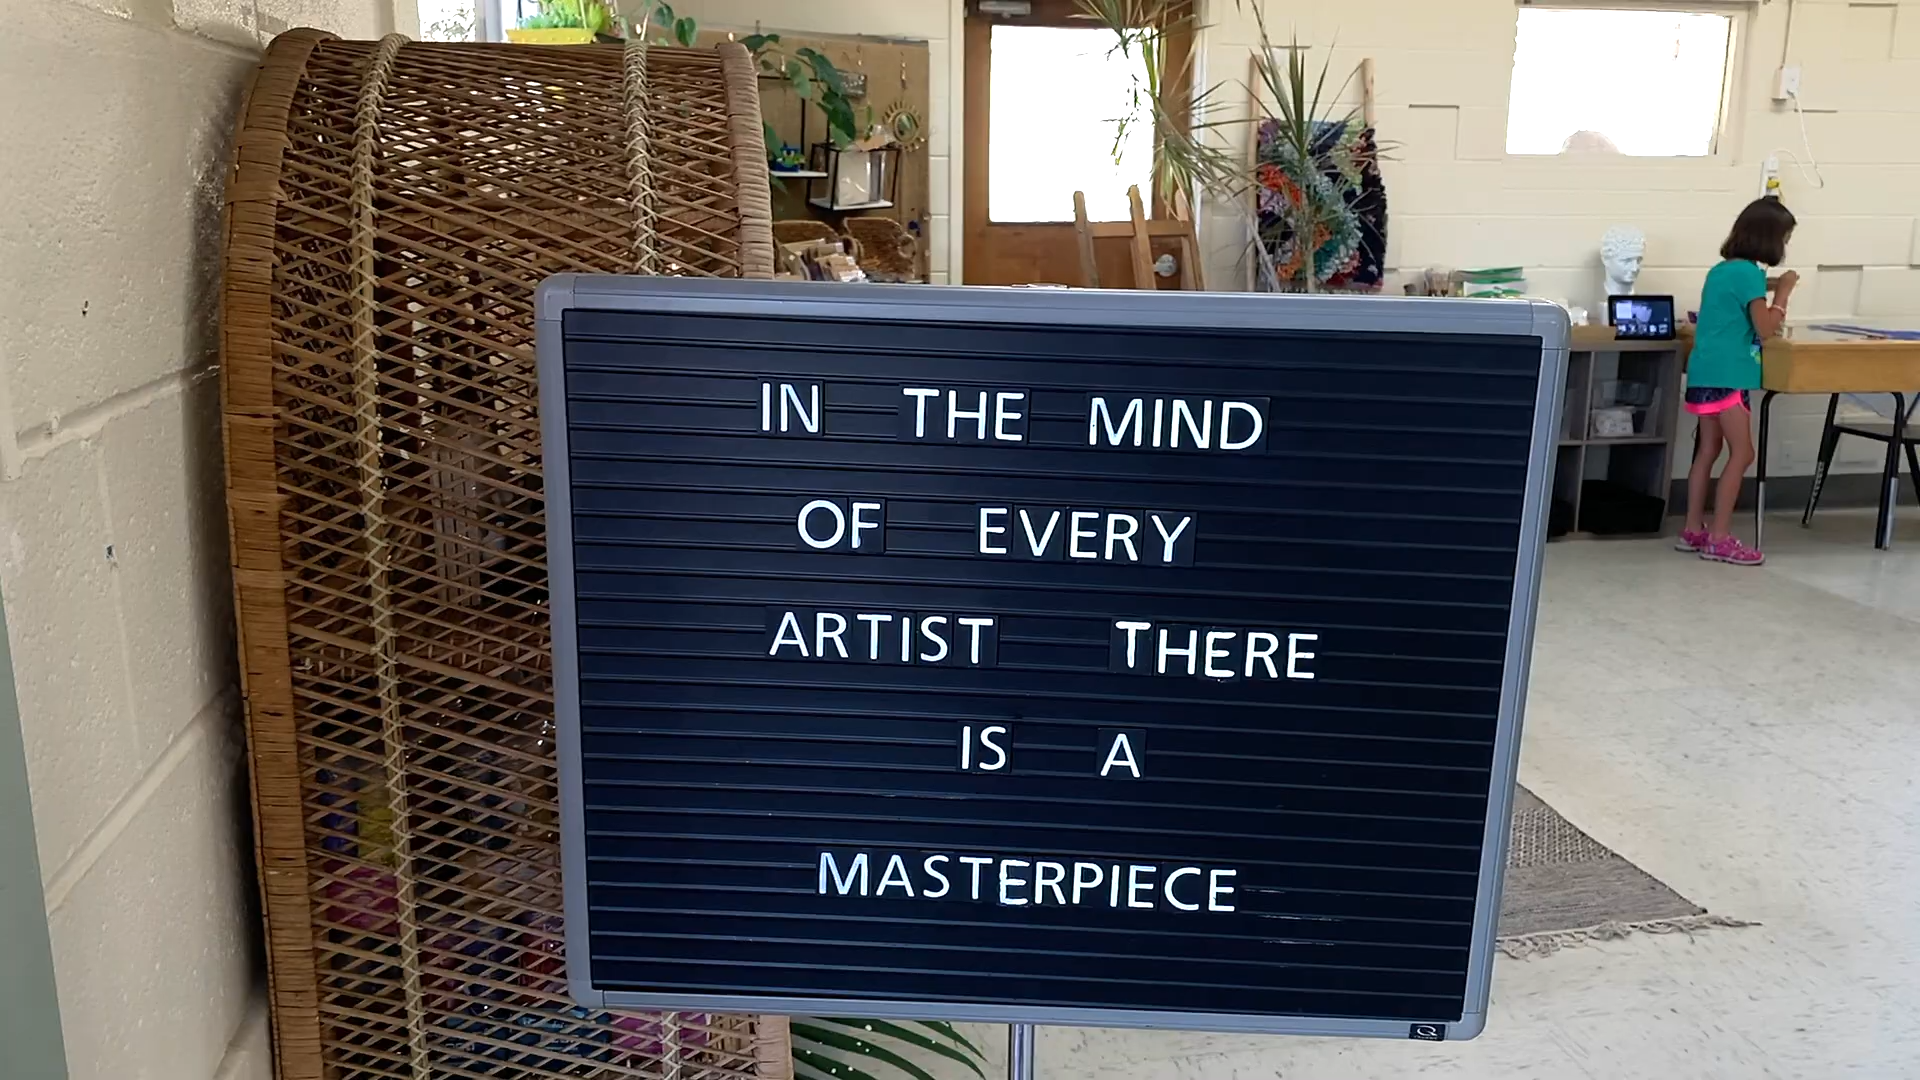 IN THE MIND
OF EVERY
ARTIST THERE
IS A
MASTERPIECE